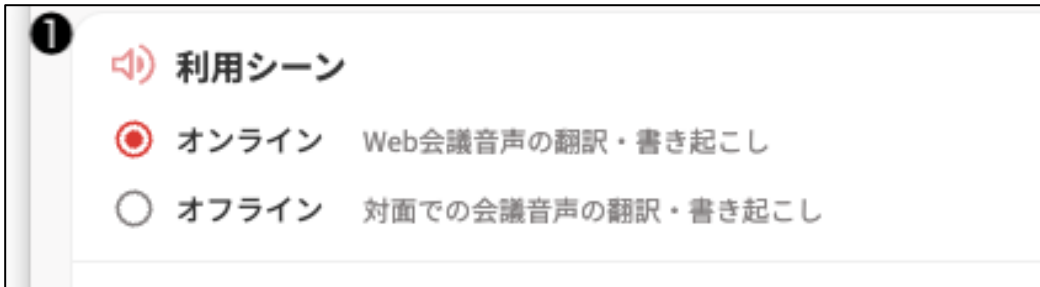 ❶
利用シーン
オンライン Web会議音声の翻訳・書き起こし
オフライン 対面での会議音声の翻訳・書き起こし